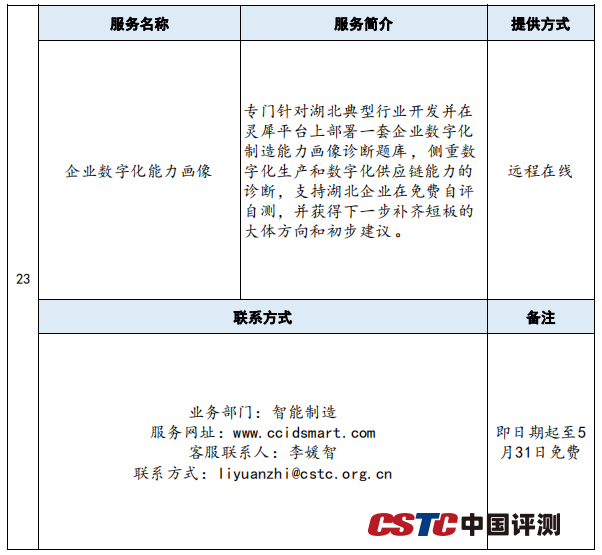 服务名称
服务简介
提供方式
23
企业数字化能力画像
专门针对湖北典型行业开发并在
灵犀平台上部署一套企业数字化
制造能力画像诊断题库，侧重数
字化生产和数字化供应链能力的
诊断，支持湖北企业在免费自评
自测，并获得下一步补齐短板的
大体方向和初步建议。
远程在线
联系方式
备注
业务部门：智能制造
服务网址：www.ccidsmart.com
客服联系人：李媛智
联系方式：liyuanzhi@cstc.org.cn
即日期起至5
月31日免费
CSTC中国评测